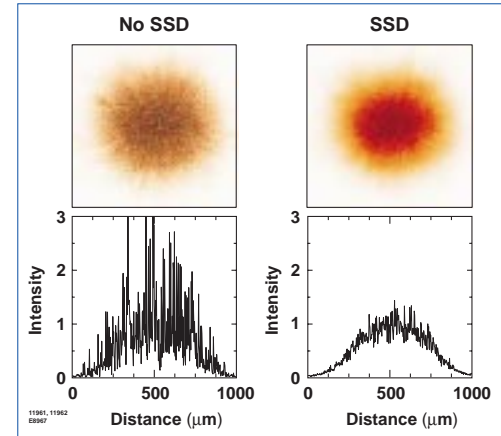 No SSD SSD
3 3
2 2
Intensity Intensity
1 1
0 0
0 500 1000 0 500 1000
Distance (μm) Distance (μm)
11961, 11962
E8967